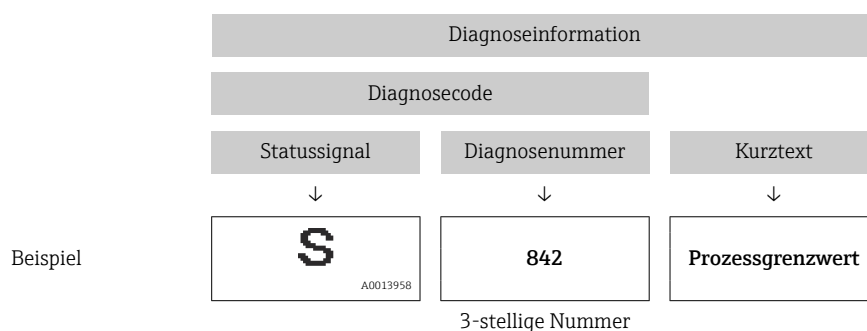 Diagnoseinformation
Diagnosecode
Statussignal Diagnosenummer Kurztext
↓ ↓ ↓
Beispiel S 842 Prozessgrenzwert
A0013958
3-stellige Nummer